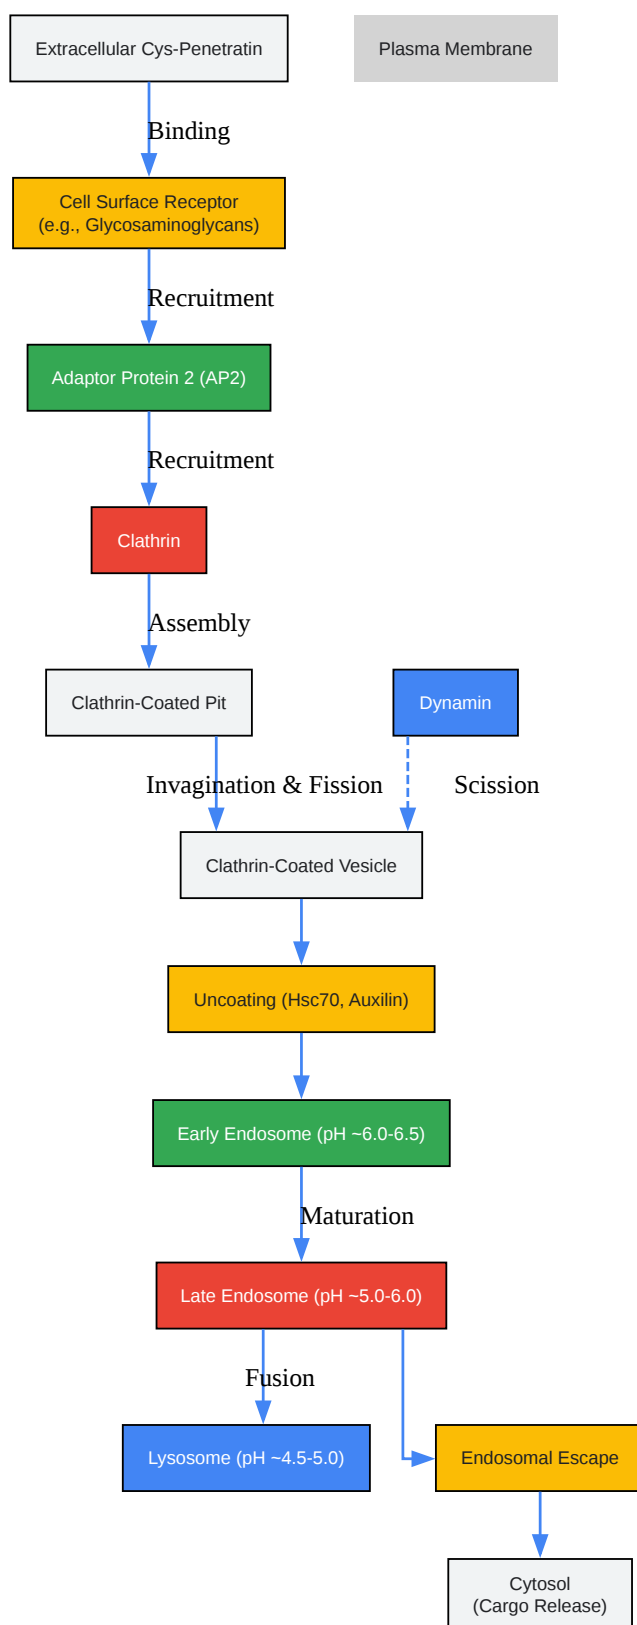 Extracellular Cys-Penetratin
Plasma Membrane
Binding
Cell Surface Receptor
(e.g., Glycosaminoglycans)
Recruitment
Adaptor Protein 2 (AP2)
Recruitment
Clathrin
Assembly
Clathrin-Coated Pit
Dynamin
Invagination & Fission
Scission
Clathrin-Coated Vesicle
Uncoating (Hsc70, Auxilin)
Early Endosome (pH ~6.0-6.5)
Maturation
Late Endosome (pH ~5.0-6.0)
Fusion
Lysosome (pH ~4.5-5.0)
Endosomal Escape
Cytosol
(Cargo Release)